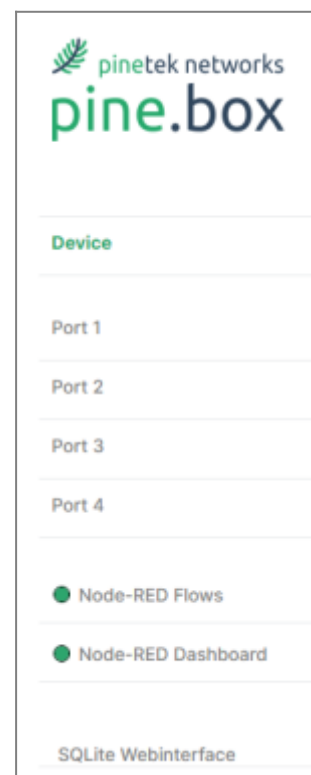 pinetek networks
pine.box
Device
Port 1
Port 2
Port 3
Port 4
Node-RED Flows
Node-RED Dashboard
SQLite Webinterface